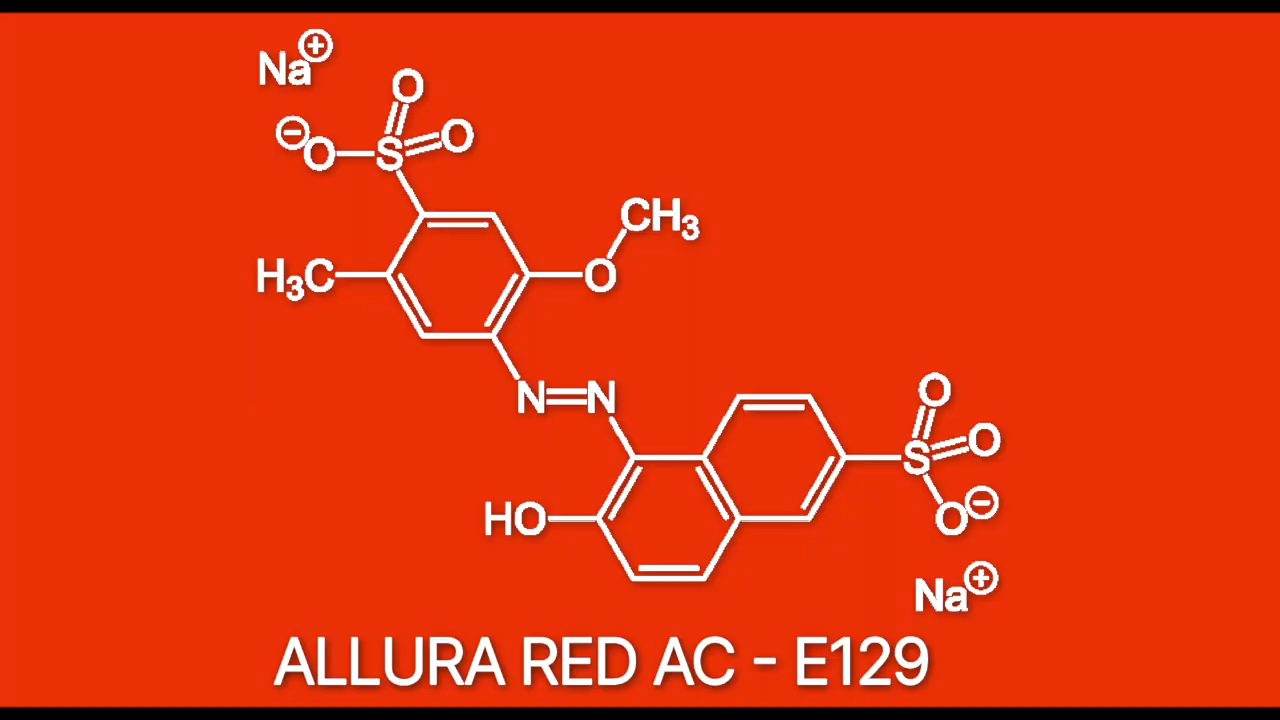 Na⊕
O
⊖O S O
CH₃
H₃C O
N N
O
S O
HO O⊖
Na⊕
ALLURA RED AC - E129